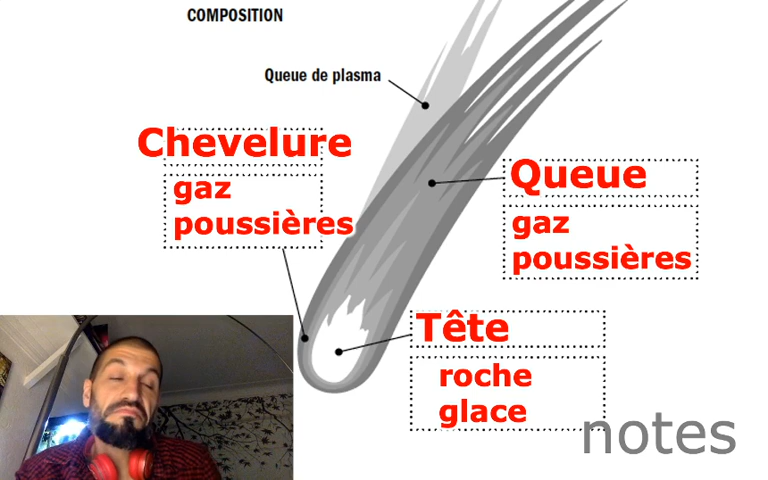 COMPOSITION
Queue de plasma
Chevelure
gaz
poussières
Queue
gaz
poussières
Tête
roche
glace
notes